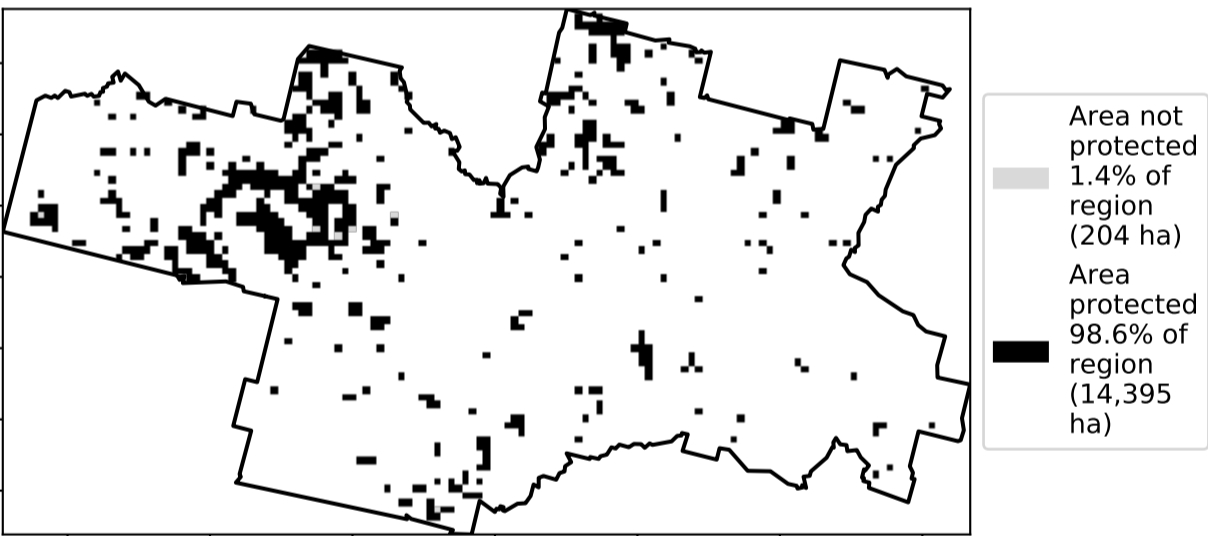 Area not
protected
1.4% of
region
(204 ha)
Area
protected
98.6% of
region
(14,395
ha)